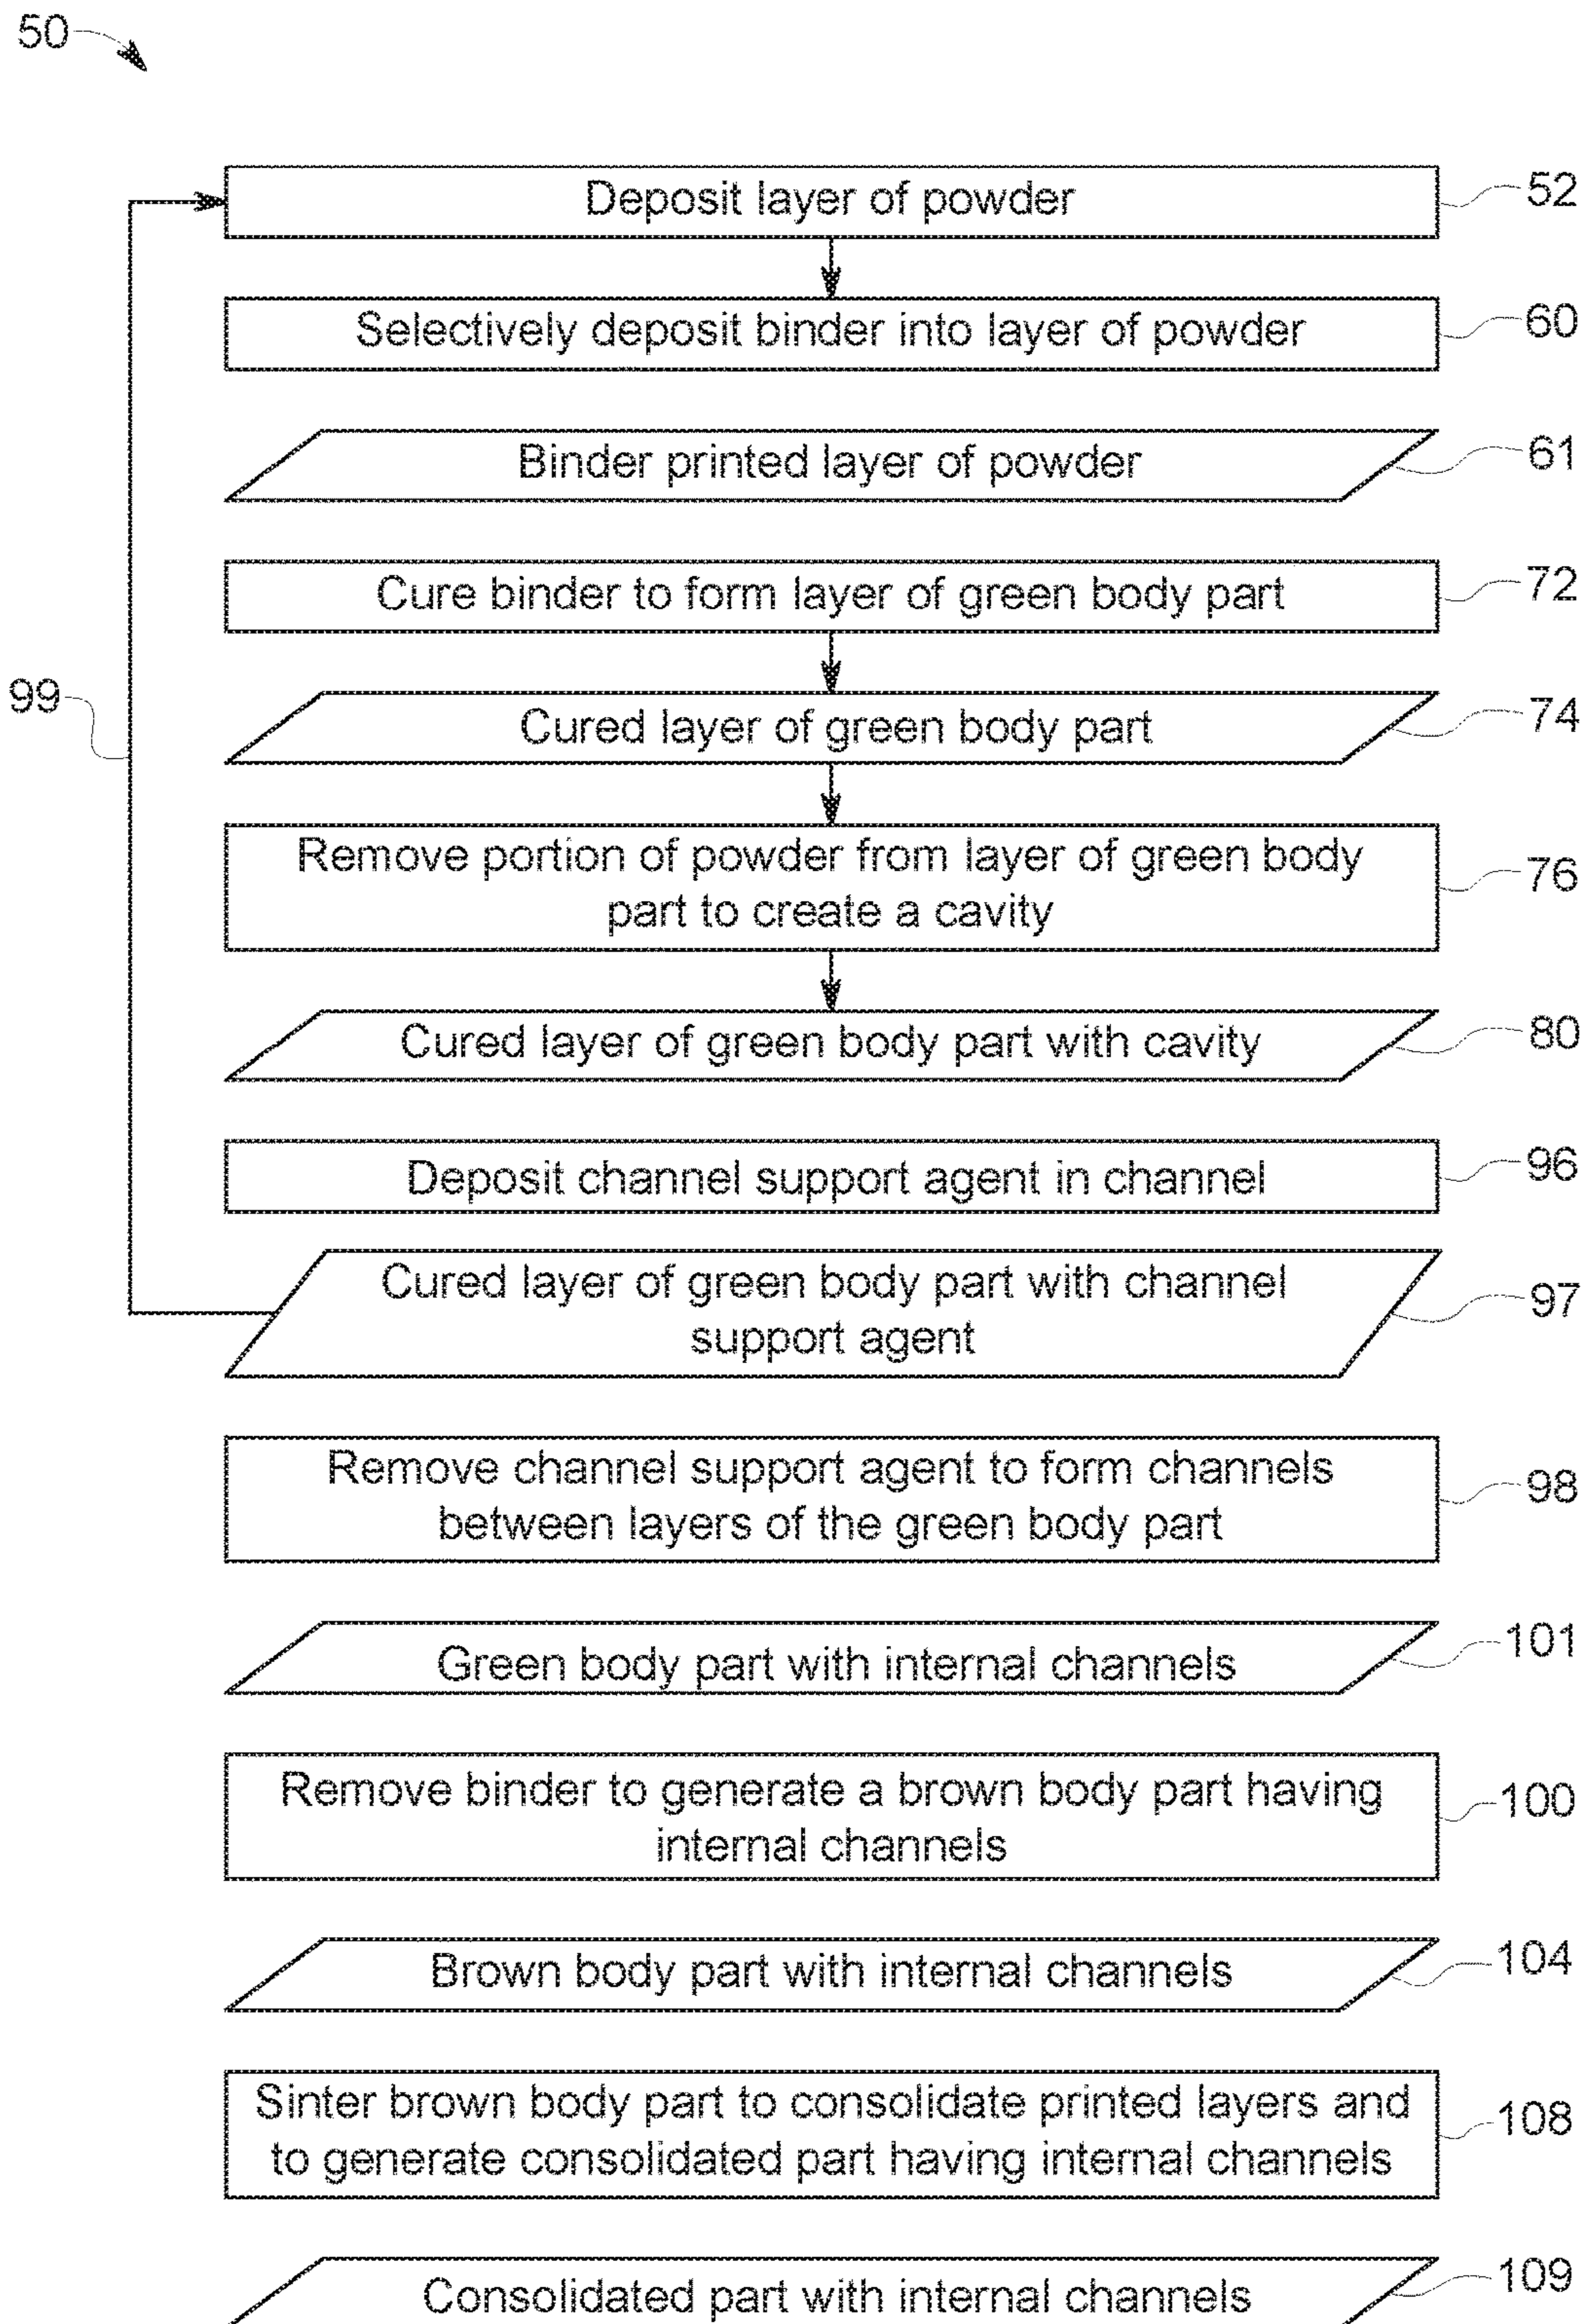 50
Deposit layer of powder 52
Selectively deposit binder into layer of powder 60
Binder printed layer of powder 61
Cure binder to form layer of green body part 72
99
Cured layer of green body part 74
Remove portion of powder from layer of green body
part to create a cavity 76
Cured layer of green body part with cavity 80
Deposit channel support agent in channel 96
Cured layer of green body part with channel
support agent 97
Remove channel support agent to form channels
between layers of the green body part 98
Green body part with internal channels 101
Remove binder to generate a brown body part having
internal channels 100
Brown body part with internal channels 104
Sinter brown body part to consolidate printed layers and
to generate consolidated part having internal channels 108
Consolidated part with internal channels 109